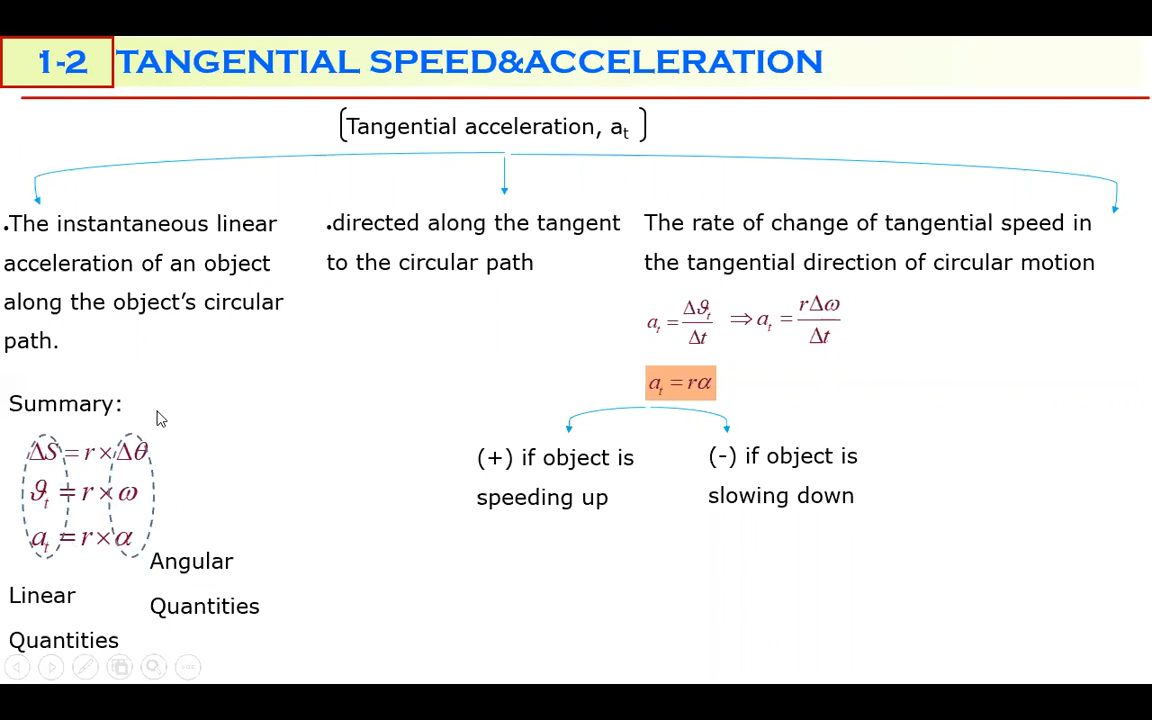 1-2 TANGENTIAL SPEED&ACCELERATION
Tangential acceleration, aₜ
•The instantaneous linear
acceleration of an object
along the object’s circular
path.
•directed along the tangent
to the circular path
The rate of change of tangential speed in
the tangential direction of circular motion
aₜ = Δϑₜ/Δt ⇒ aₜ = rΔω/Δt
aₜ = rα
(+) if object is
speeding up
(-) if object is
slowing down
Summary:
ΔS = r × Δθ
ϑₜ = r × ω
aₜ = r × α
Angular
Quantities
Linear
Quantities